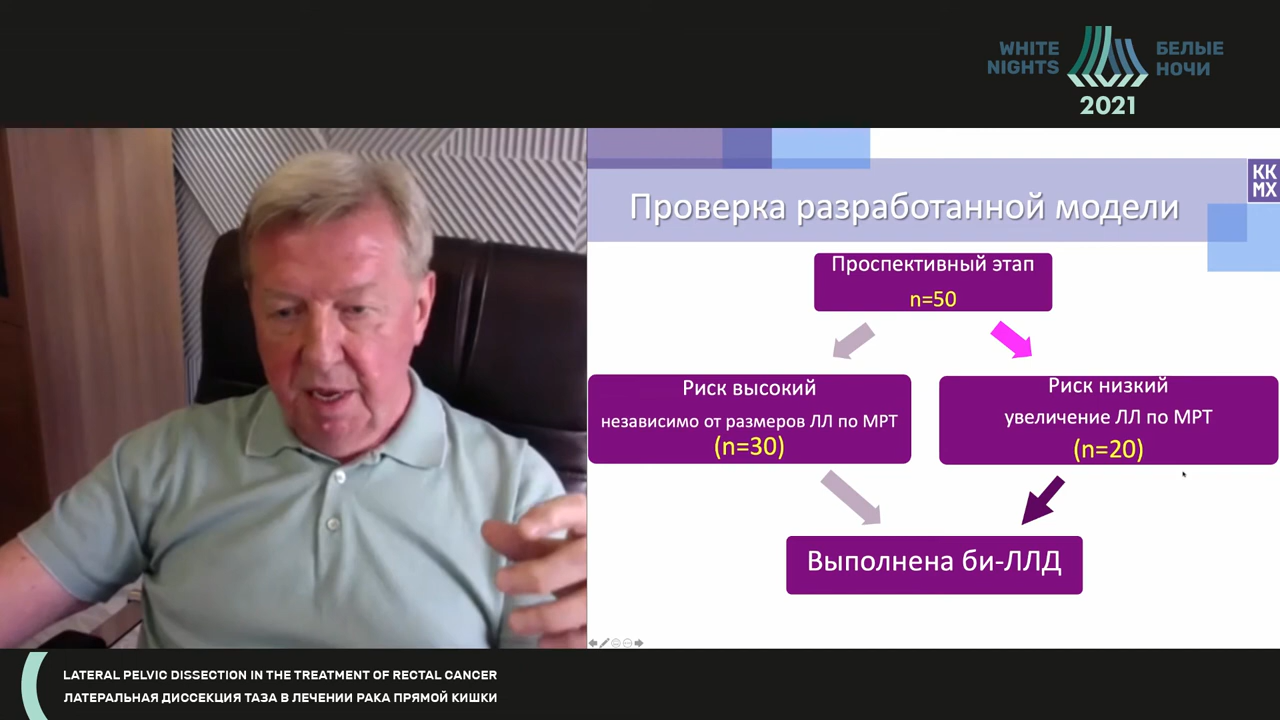 WHITE
NIGHTS
БЕЛЫЕ
НОЧИ
2021
КК
МХ
Проверка разработанной модели
Проспективный этап
n=50
Риск высокий
независимо от размеров ЛЛ по МРТ
(n=30)
Риск низкий
увеличение ЛЛ по МРТ
(n=20)
Выполнена би-ЛЛД
LATERAL PELVIC DISSECTION IN THE TREATMENT OF RECTAL CANCER
ЛАТЕРАЛЬНАЯ ДИССЕКЦИЯ ТАЗА В ЛЕЧЕНИИ РАКА ПРЯМОЙ КИШКИ